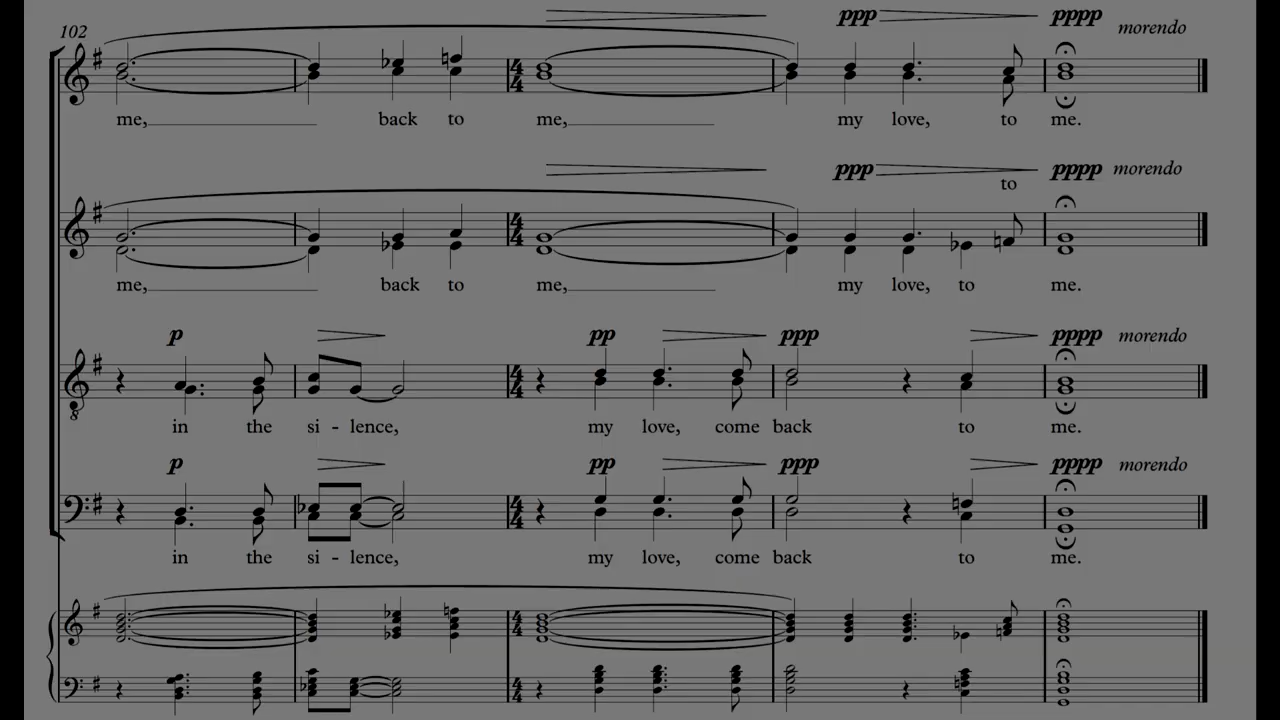 102
ppp pppp morendo
me, back to me, my love, to me.
ppp pppp morendo
to
me, back to me, my love, to me.
p pp ppp pppp morendo
8
in the si - lence, my love, come back to me.
p pp ppp pppp morendo
in the si - lence, my love, come back to me.